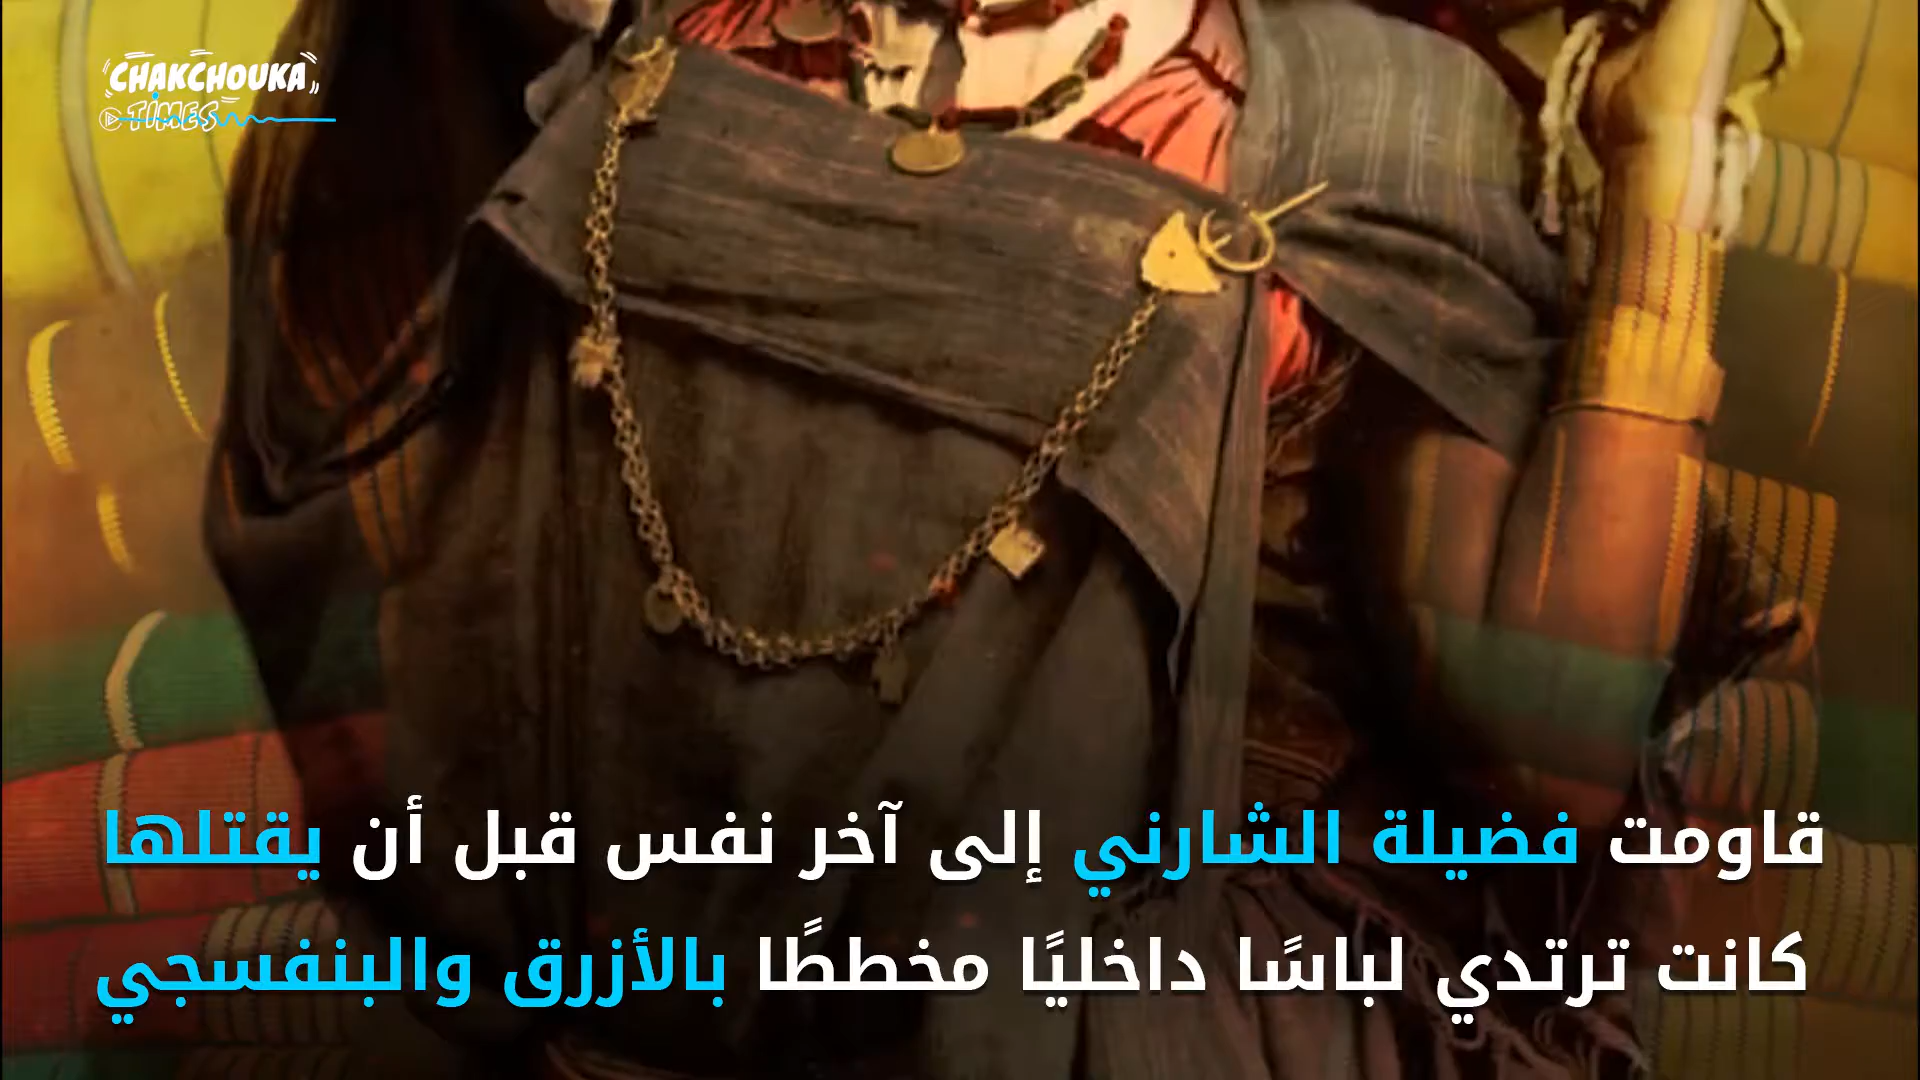 CHAKCHOUKA
TIMES
قاومت فضيلة الشارني إلى آخر نفس قبل أن يقتلها
كانت ترتدي لباسًا داخليًا مخططًا بالأزرق والبنفسجي